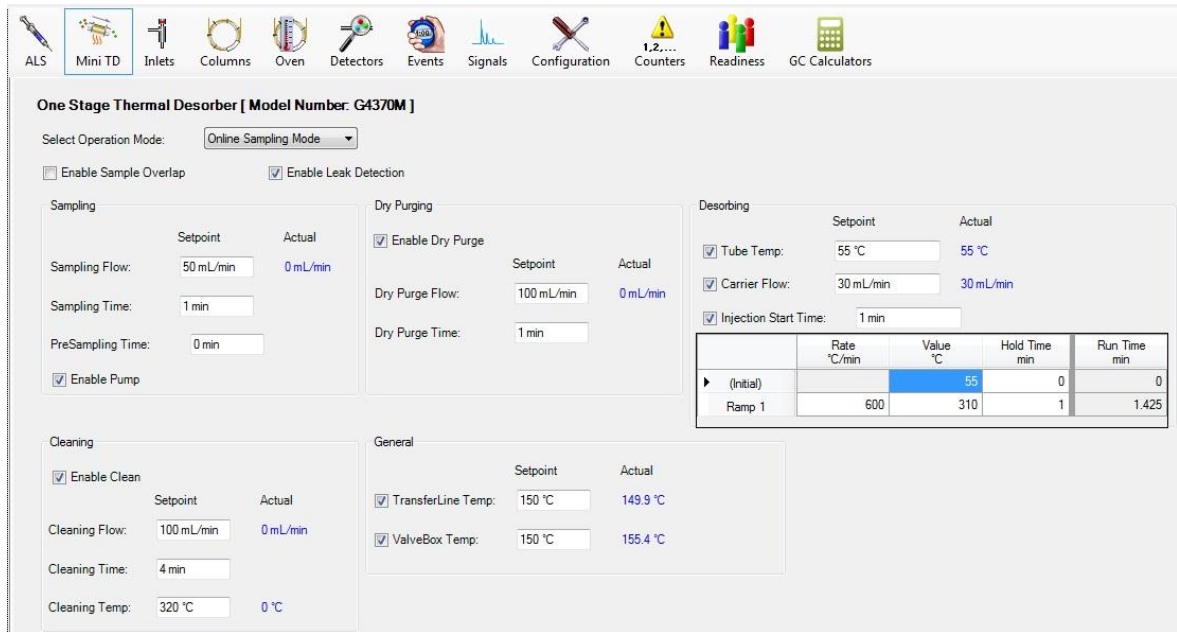 ALS Mini TD Inlets Columns Oven Detectors Events Signals Configuration 1,2,... Counters Readiness GC Calculators
One Stage Thermal Desorber [ Model Number: G4370M ]
Select Operation Mode: Online Sampling Mode
Enable Sample Overlap Enable Leak Detection
Sampling
Setpoint Actual
Sampling Flow: 50 mL/min 0 mL/min
Sampling Time: 1 min
PreSampling Time: 0 min
Enable Pump
Dry Purging
Enable Dry Purge
Setpoint Actual
Dry Purge Flow: 100 mL/min 0 mL/min
Dry Purge Time: 1 min
Desorbing
Setpoint Actual
Tube Temp: 55 °C 55 °C
Carrier Flow: 30 mL/min 30 mL/min
Injection Start Time: 1 min
Rate Value Hold Time Run Time
°C/min °C min min
(Initial) 55 0 0
Ramp 1 600 310 1 1.425
Cleaning
Enable Clean
Setpoint Actual
Cleaning Flow: 100 mL/min 0 mL/min
Cleaning Time: 4 min
Cleaning Temp: 320 °C 0 °C
General
Setpoint Actual
TransferLine Temp: 150 °C 149.9 °C
ValveBox Temp: 150 °C 155.4 °C